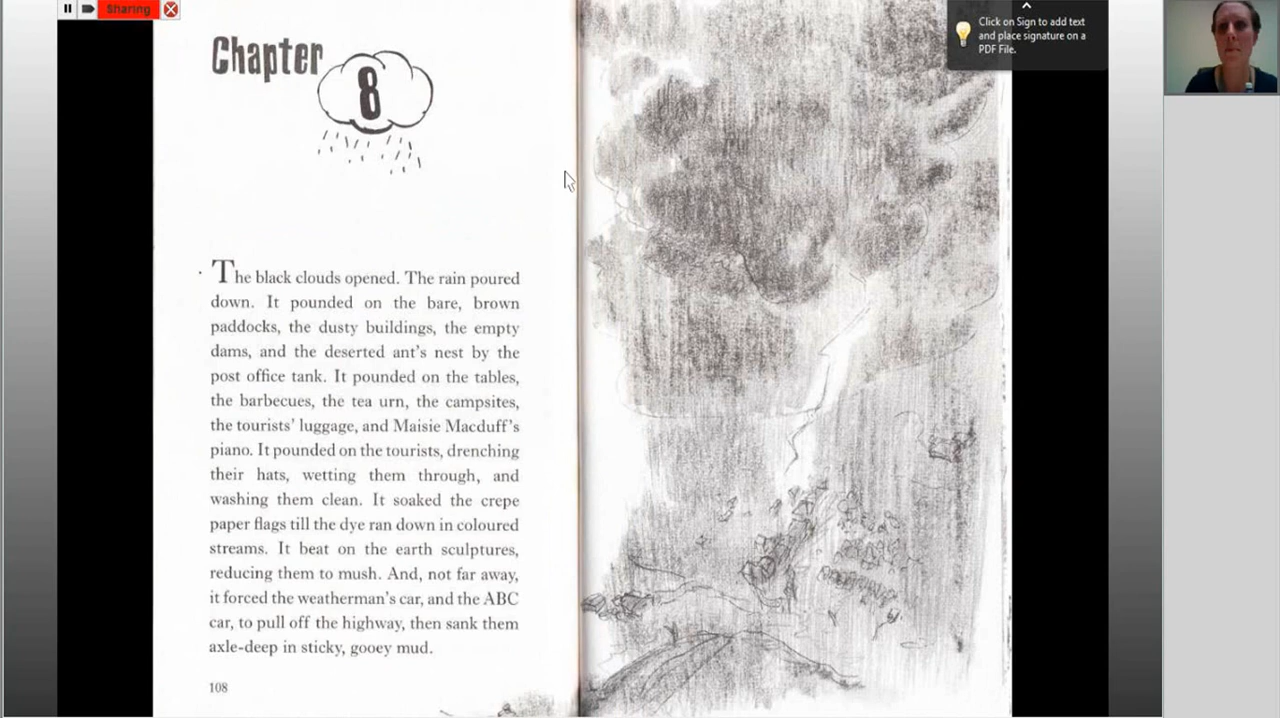 Sharing
Click on Sign to add text
and place signature on a
PDF File.
Chapter
8
The black clouds opened. The rain poured
down. It pounded on the bare, brown
paddocks, the dusty buildings, the empty
dams, and the deserted ant's nest by the
post office tank. It pounded on the tables,
the barbecues, the tea urn, the campsites,
the tourists' luggage, and Maisie Macduff's
piano. It pounded on the tourists, drenching
their hats, wetting them through, and
washing them clean. It soaked the crepe
paper flags till the dye ran down in coloured
streams. It beat on the earth sculptures,
reducing them to mush. And, not far away,
it forced the weatherman's car, and the ABC
car, to pull off the highway, then sank them
axle-deep in sticky, gooey mud.
108